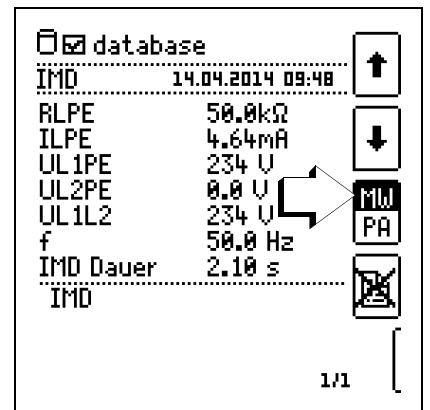 database
IMD 14.04.2014 09:48
RLPE 50.0kΩ
ILPE 4.64mA
UL1PE 234 V
UL2PE 0.0 V
UL1L2 234 V
f 50.0 Hz
IMD Dauer 2.10 s
IMD
MW
PA
1/1